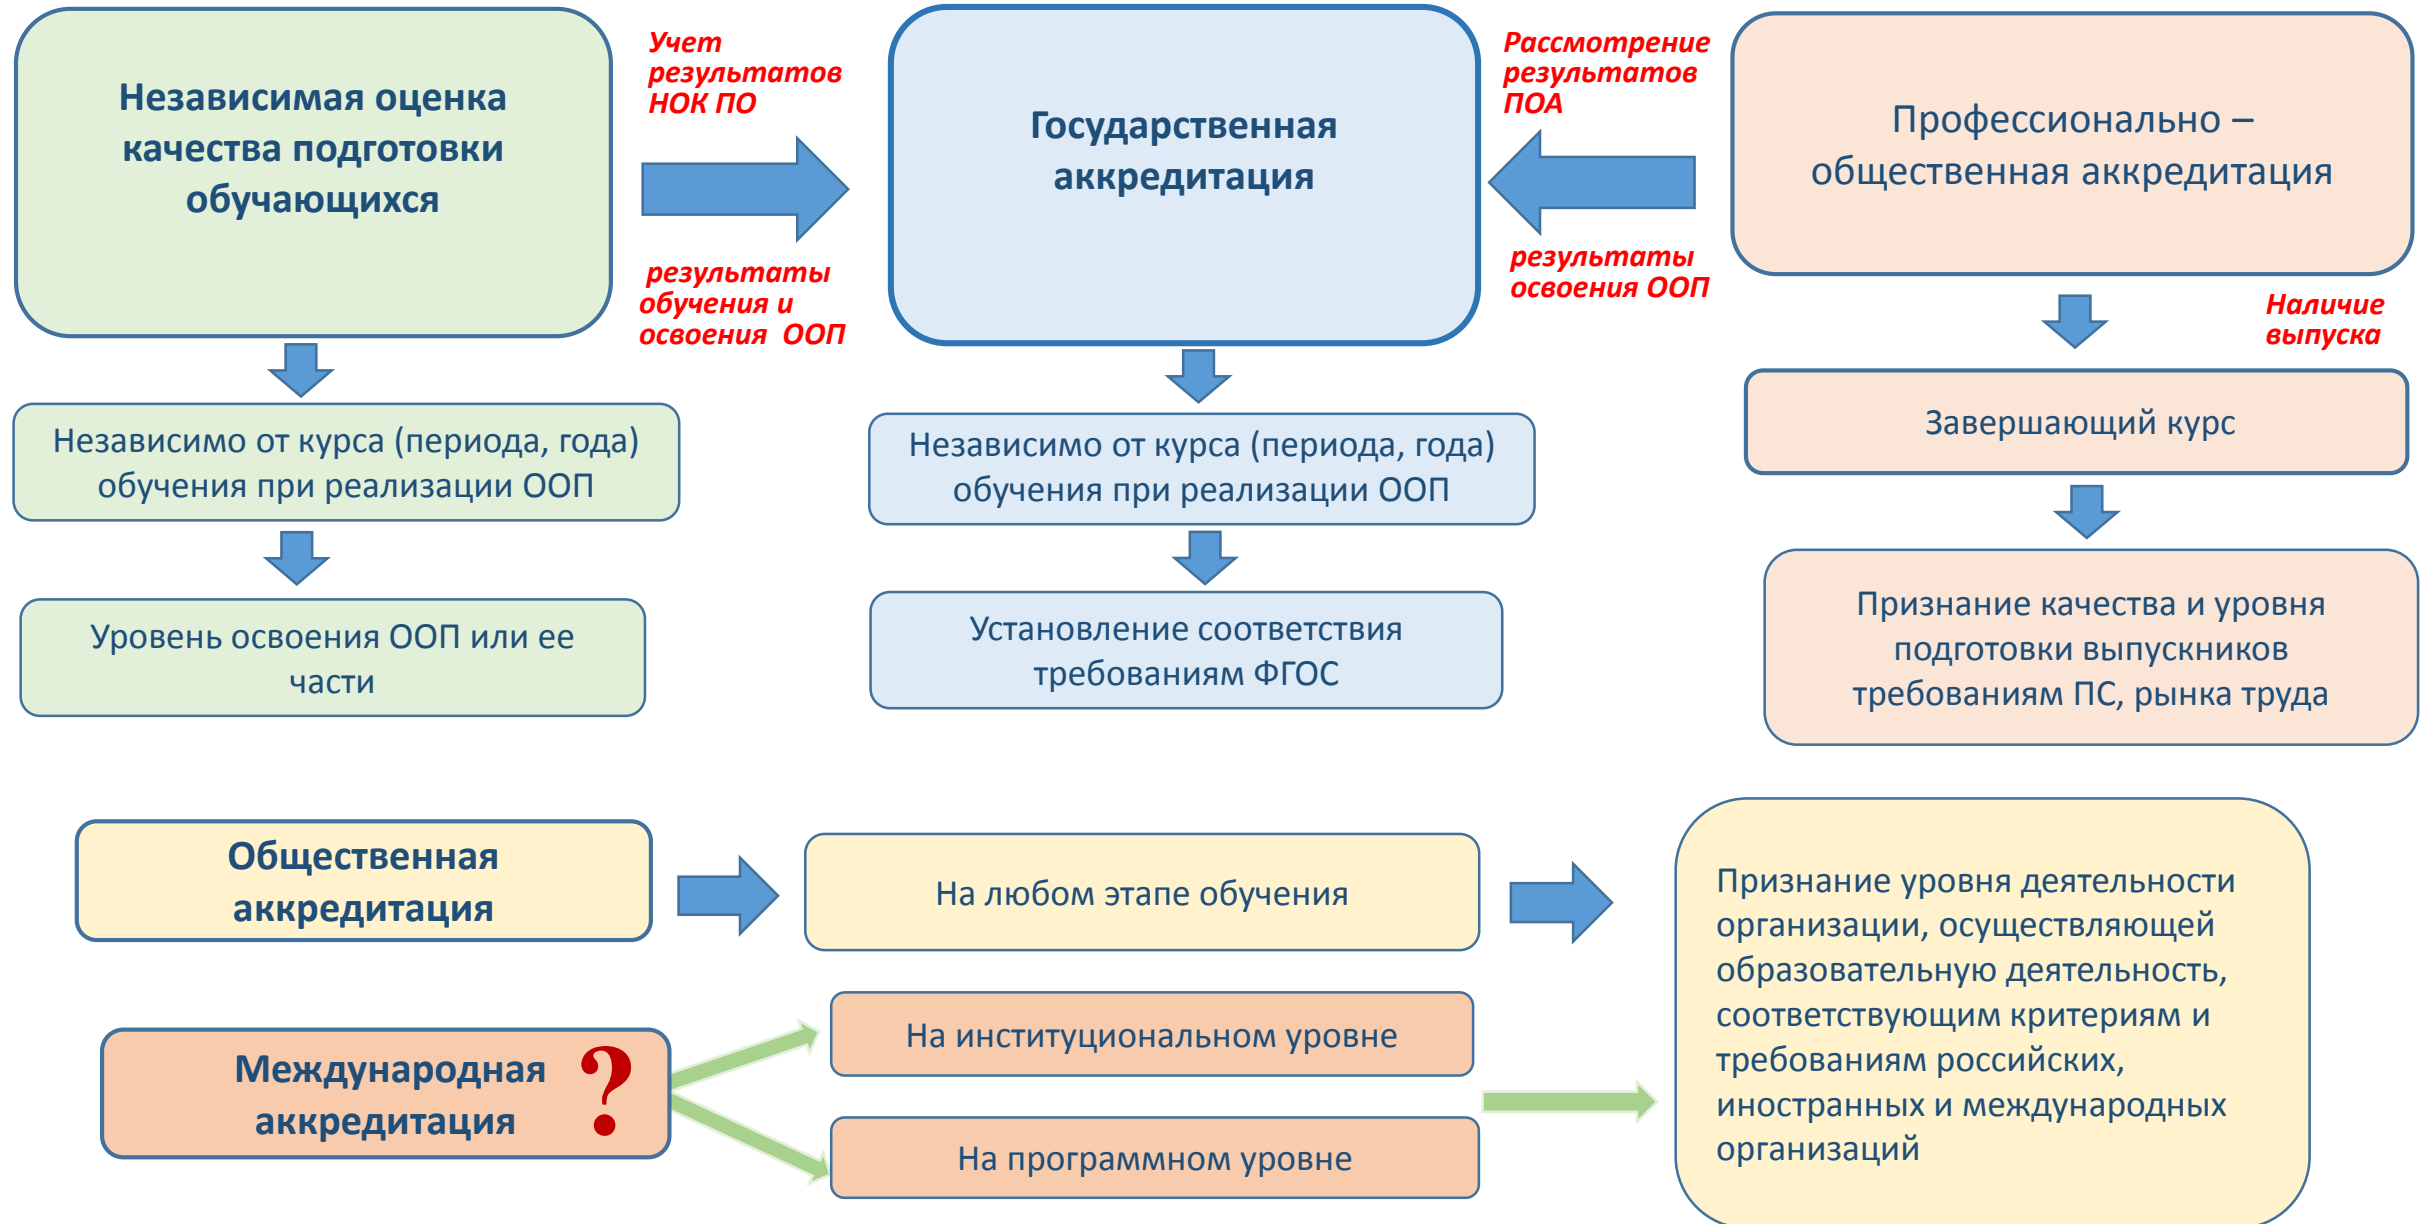 Независимая оценка
качества подготовки
обучающихся
Учет
результатов
НОК ПО
результаты
обучения и
освоения ООП
Государственная
аккредитация
Рассмотрение
результатов
ПОА
результаты
освоения ООП
Профессионально –
общественная аккредитация
Наличие
выпуска
Независимо от курса (периода, года)
обучения при реализации ООП
Независимо от курса (периода, года)
обучения при реализации ООП
Завершающий курс
Уровень освоения ООП или ее
части
Установление соответствия
требованиям ФГОС
Признание качества и уровня
подготовки выпускников
требованиям ПС, рынка труда
Общественная
аккредитация
На любом этапе обучения
Признание уровня деятельности
организации, осуществляющей
образовательную деятельность,
соответствующим критериям и
требованиям российских,
иностранных и международных
организаций
Международная
аккредитация
?
На институциональном уровне
На программном уровне